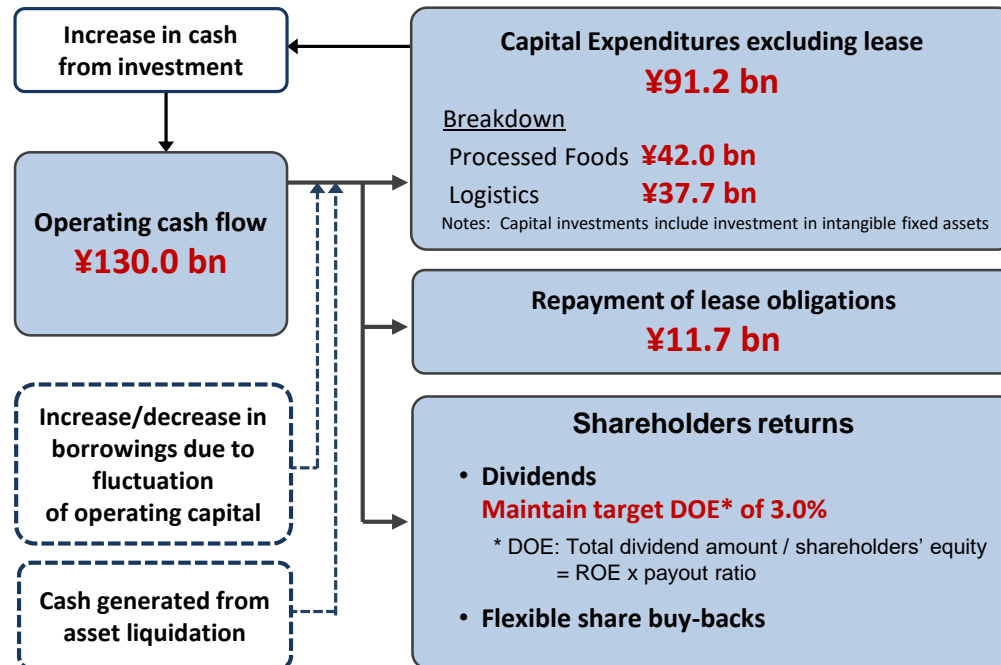 Increase in cash
from investment
Operating cash flow
¥130.0 bn
Increase/decrease in
borrowings due to
fluctuation
of operating capital
Cash generated from
asset liquidation
Capital Expenditures excluding lease
¥91.2 bn
Breakdown
Processed Foods ¥42.0 bn
Logistics ¥37.7 bn
Notes: Capital investments include investment in intangible fixed assets
Repayment of lease obligations
¥11.7 bn
Shareholders returns
• Dividends
Maintain target DOE* of 3.0%
* DOE: Total dividend amount / shareholders’ equity
= ROE x payout ratio
• Flexible share buy-backs